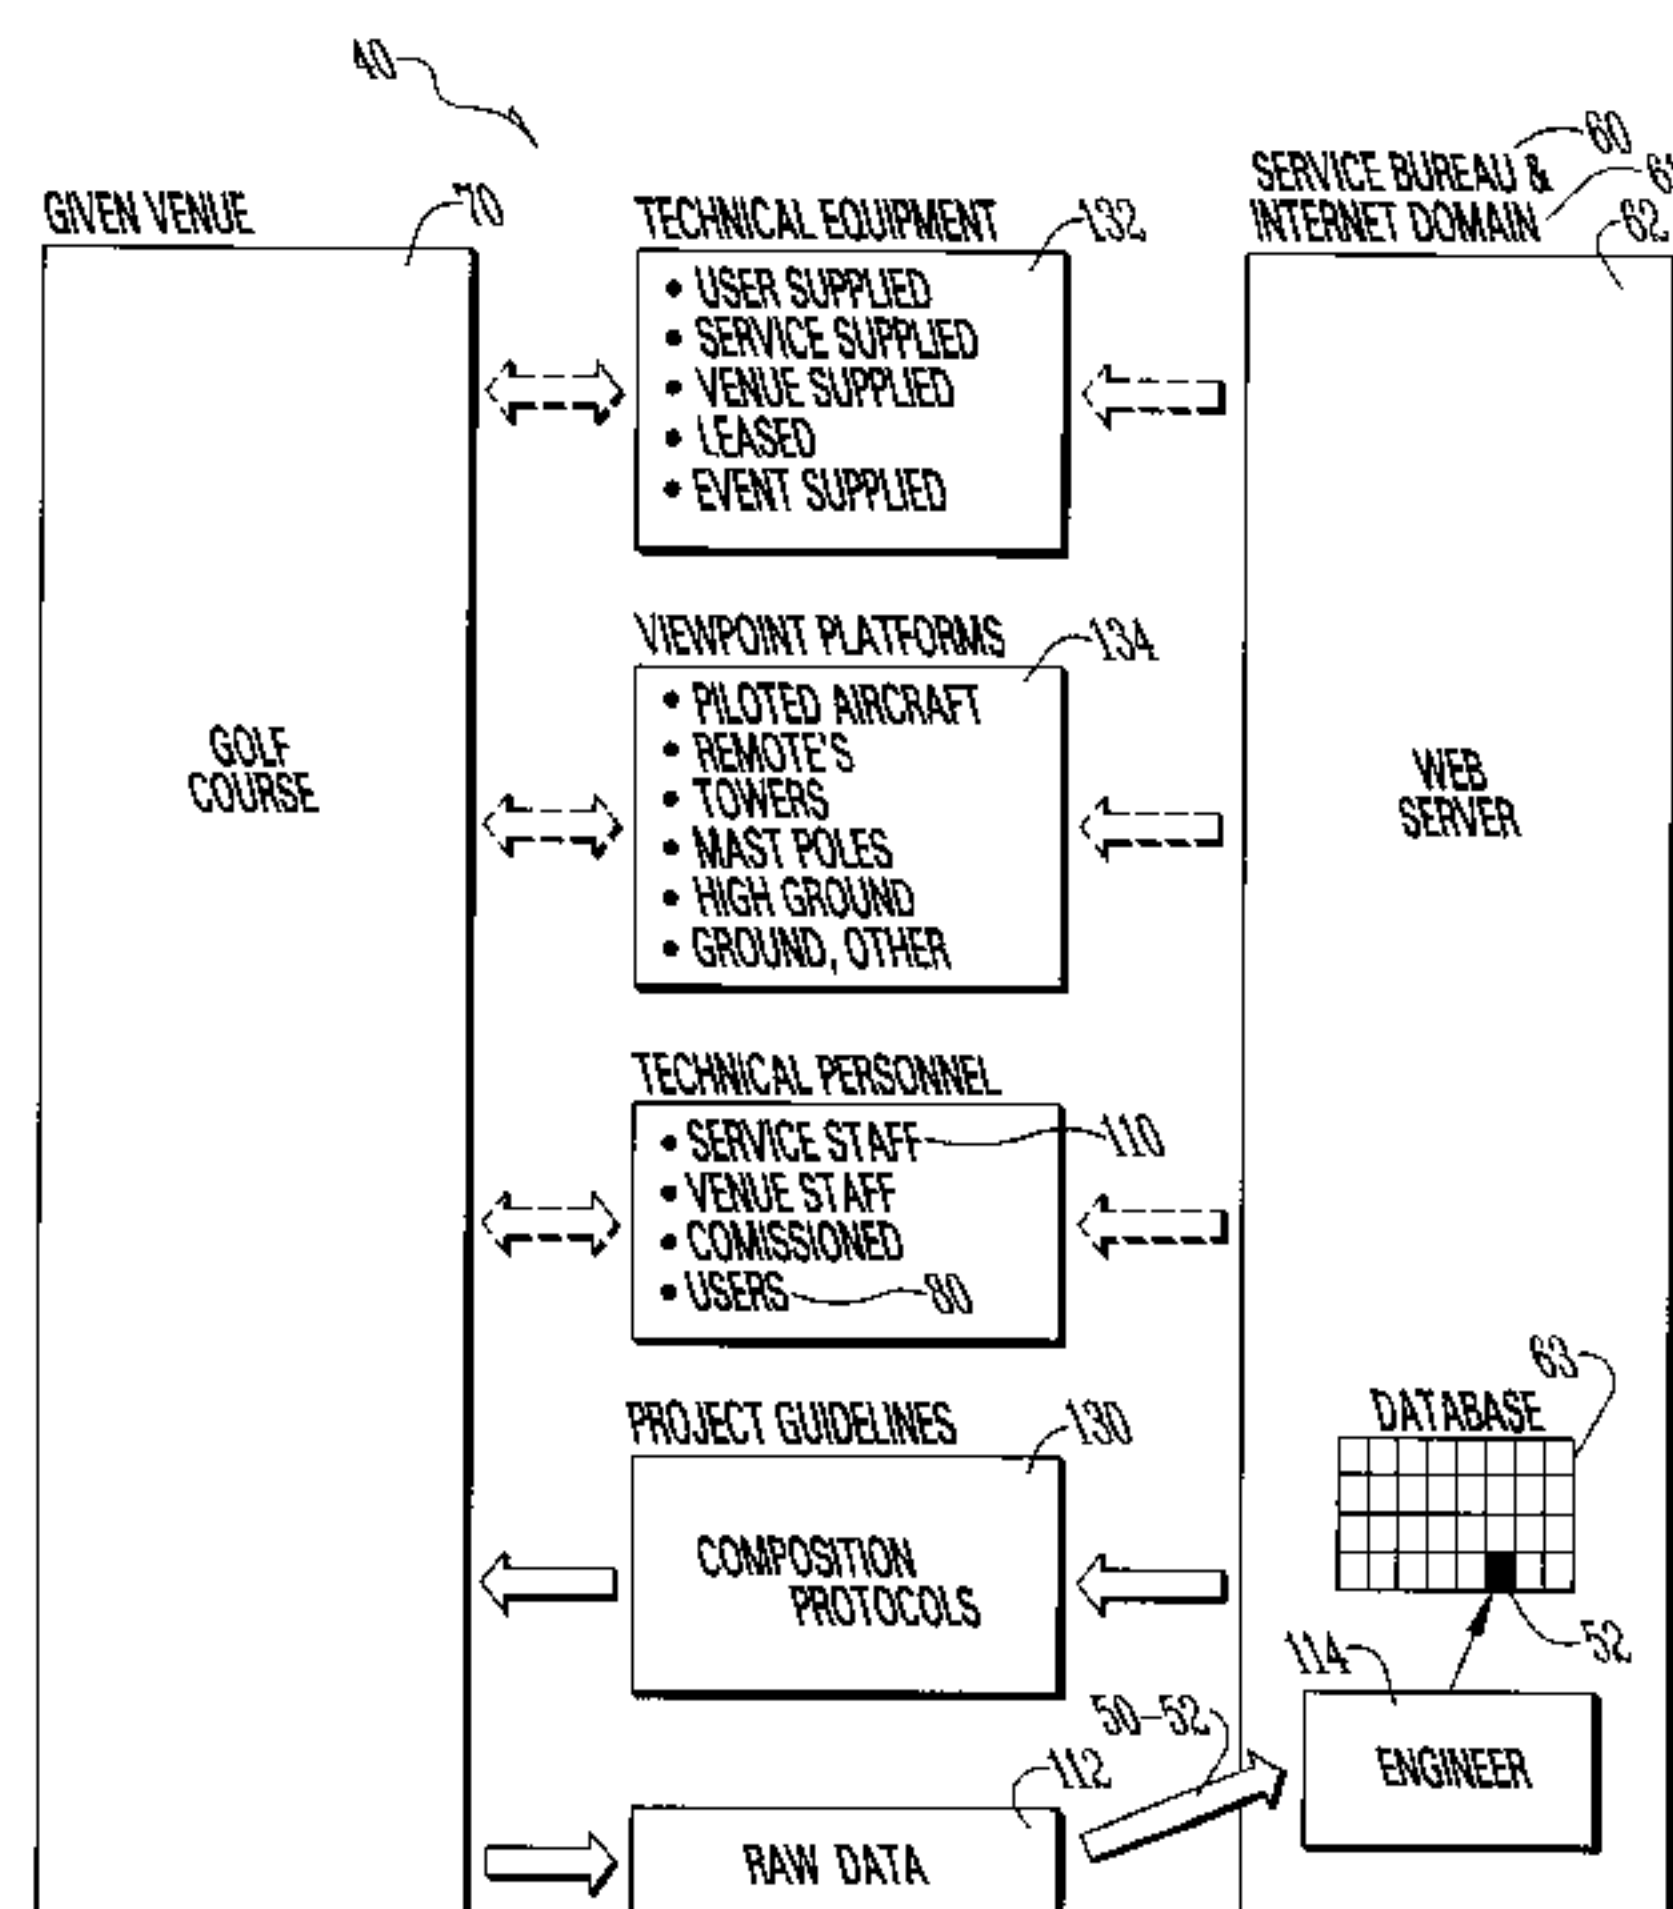 40
60
SERVICE BUREAU &
INTERNET DOMAIN
62
GIVEN VENUE
70
TECHNICAL EQUIPMENT
132
• USER SUPPLIED
• SERVICE SUPPLIED
• VENUE SUPPLIED
• LEASED
• EVENT SUPPLIED
VIEWPOINT PLATFORMS
134
• PILOTED AIRCRAFT
• REMOTE'S
• TOWERS
• MAST POLES
• HIGH GROUND
• GROUND, OTHER
GOLF
COURSE
WEB
SERVER
TECHNICAL PERSONNEL
• SERVICE STAFF 110
• VENUE STAFF
• COMISSIONED
• USERS 80
63
DATABASE
52
PROJECT GUIDELINES
130
COMPOSITION
PROTOCOLS
114
ENGINEER
50-52
112
RAW DATA